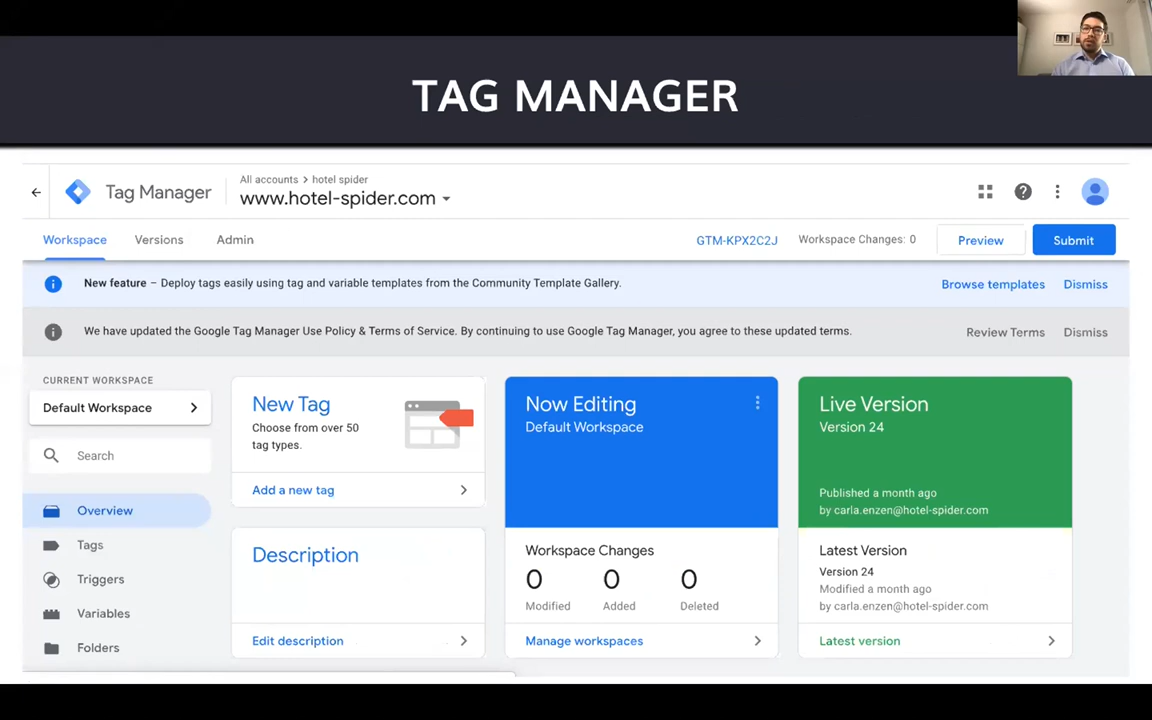 TAG MANAGER
Tag Manager
All accounts > hotel spider
www.hotel-spider.com
Workspace
Versions
Admin
GTM-KPX2C2J
Workspace Changes: 0
Preview
Submit
New feature – Deploy tags easily using tag and variable templates from the Community Template Gallery.
Browse templates
Dismiss
We have updated the Google Tag Manager Use Policy & Terms of Service. By continuing to use Google Tag Manager, you agree to these updated terms.
Review Terms
Dismiss
CURRENT WORKSPACE
Default Workspace
Search
Overview
Tags
Triggers
Variables
Folders
New Tag
Choose from over 50
tag types.
Add a new tag
Description
Edit description
Now Editing
Default Workspace
Workspace Changes
0 0 0
Modified Added Deleted
Manage workspaces
Live Version
Version 24
Published a month ago
by carla.enzen@hotel-spider.com
Latest Version
Version 24
Modified a month ago
by carla.enzen@hotel-spider.com
Latest version